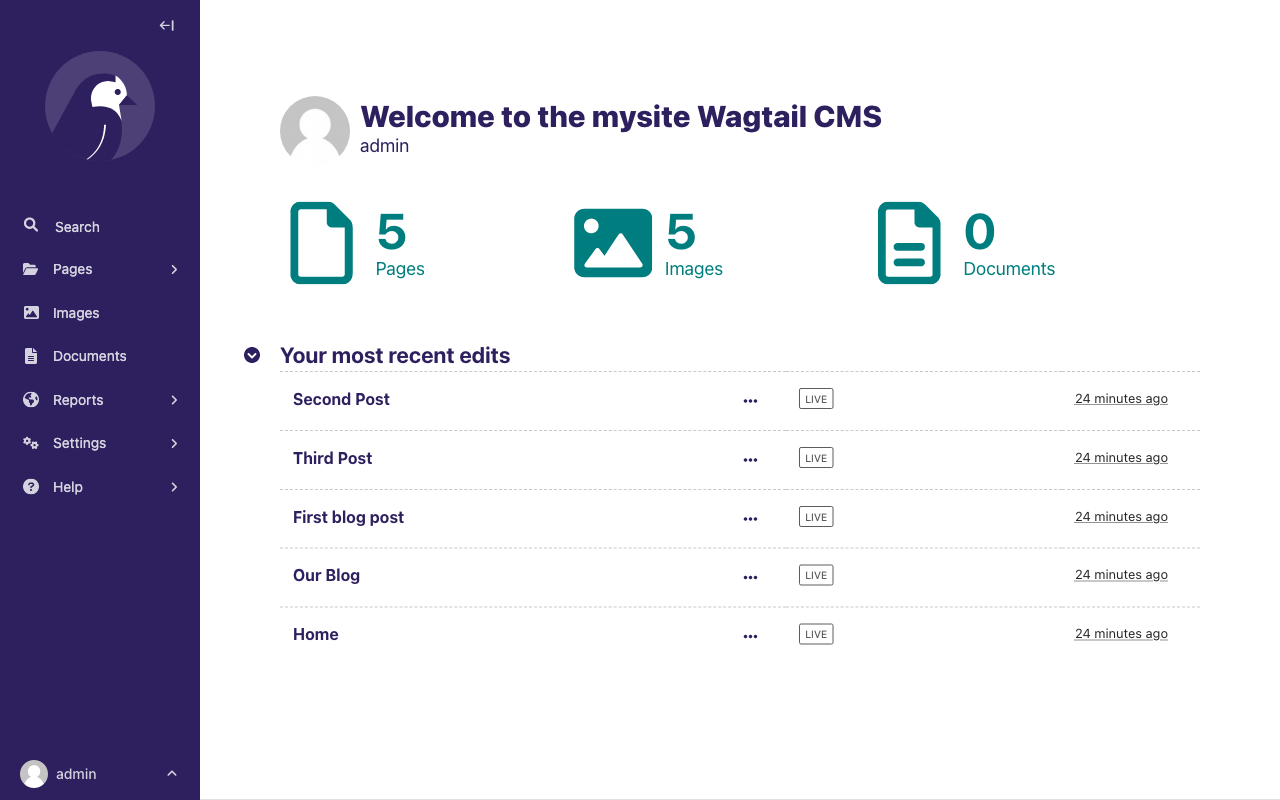 Search
Pages
Images
Documents
Reports
Settings
Help
admin
Welcome to the mysite Wagtail CMS
admin
5
Pages
5
Images
0
Documents
Your most recent edits
Second Post LIVE 24 minutes ago
Third Post LIVE 24 minutes ago
First blog post LIVE 24 minutes ago
Our Blog LIVE 24 minutes ago
Home LIVE 24 minutes ago